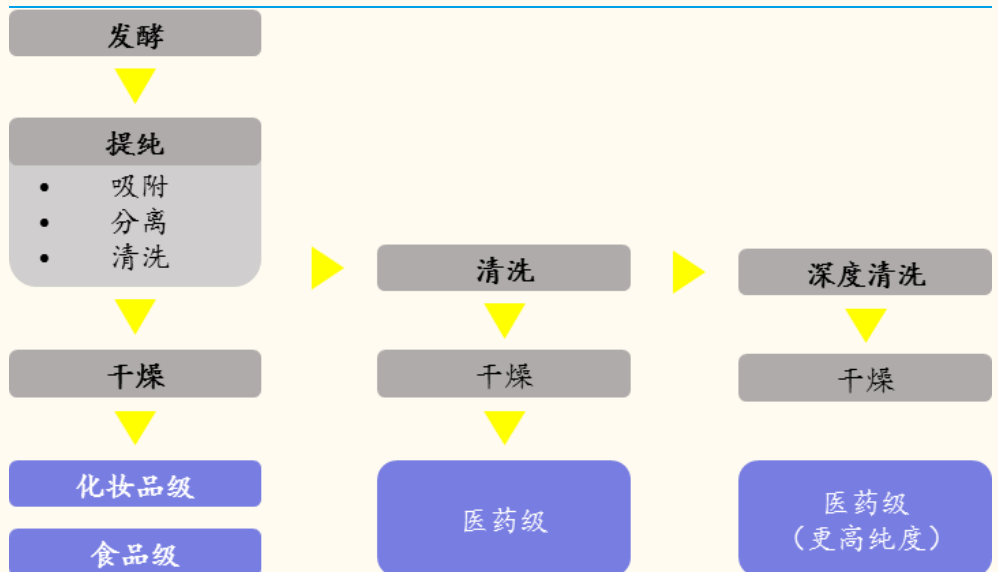 发酵
提纯
• 吸附
• 分离
• 清洗
干燥
化妆品级
食品级
清洗
干燥
医药级
深度清洗
干燥
医药级
（更高纯度）